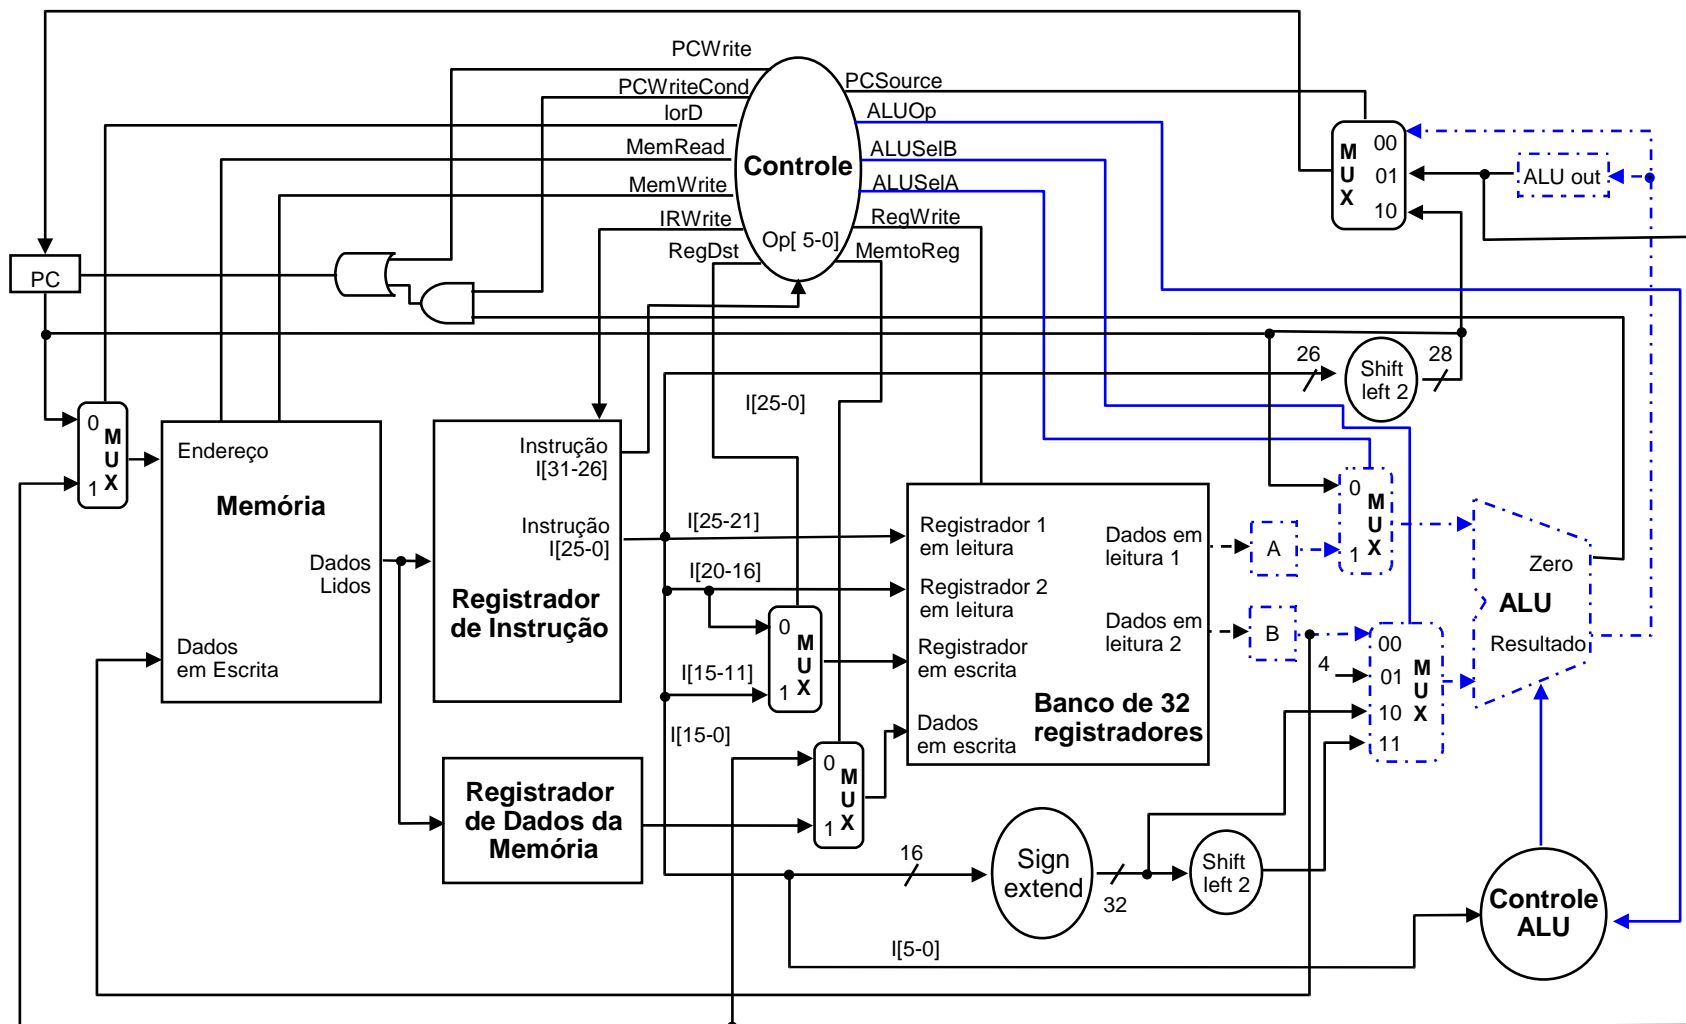 PCWrite
PCWriteCond
IorD
MemRead
MemWrite
IRWrite
RegDst
Controle
Op[ 5-0]
PCSource
ALUOp
ALUSelB
ALUSelA
RegWrite
MemtoReg
M
U
X
00
01
10
ALU out
PC
26
Shift
left 2
28
I[25-0]
0
1
M
U
X
Endereço
Memória
Dados
Lidos
Dados
em Escrita
Instrução
I[31-26]
Instrução
I[25-0]
Registrador
de Instrução
I[25-21]
I[20-16]
I[15-11]
I[15-0]
0
1
M
U
X
Registrador 1
em leitura
Registrador 2
em leitura
Registrador
em escrita
Dados
em escrita
Dados em
leitura 1
Dados em
leitura 2
Banco de 32
registradores
A
B
4
0
1
M
U
X
00
01
10
11
M
U
X
Zero
ALU
Resultado
Registrador
de Dados da
Memória
0
1
M
U
X
16
Sign
extend
32
Shift
left 2
Controle
ALU
I[5-0]